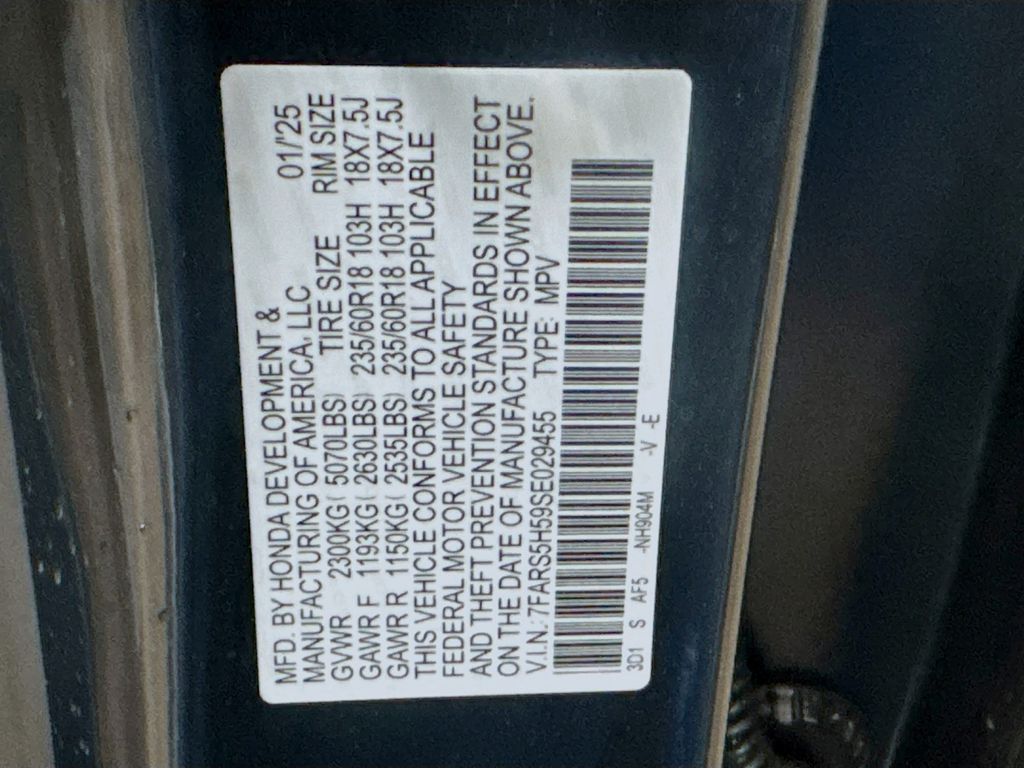 MFD. BY HONDA DEVELOPMENT &
MANUFACTURING OF AMERICA, LLC 01/'25
GVWR 2300KG( 5070LBS) TIRE SIZE RIM SIZE
GAWR F 1193KG( 2630LBS) 235/60R18 103H 18X7.5J
GAWR R 1150KG( 2535LBS) 235/60R18 103H 18X7.5J
THIS VEHICLE CONFORMS TO ALL APPLICABLE
FEDERAL MOTOR VEHICLE SAFETY
AND THEFT PREVENTION STANDARDS IN EFFECT
ON THE DATE OF MANUFACTURE SHOWN ABOVE.
V.I.N.: 7FARS5H59SE029455 TYPE: MPV
3D1 S AF5 -NH904M -V -E